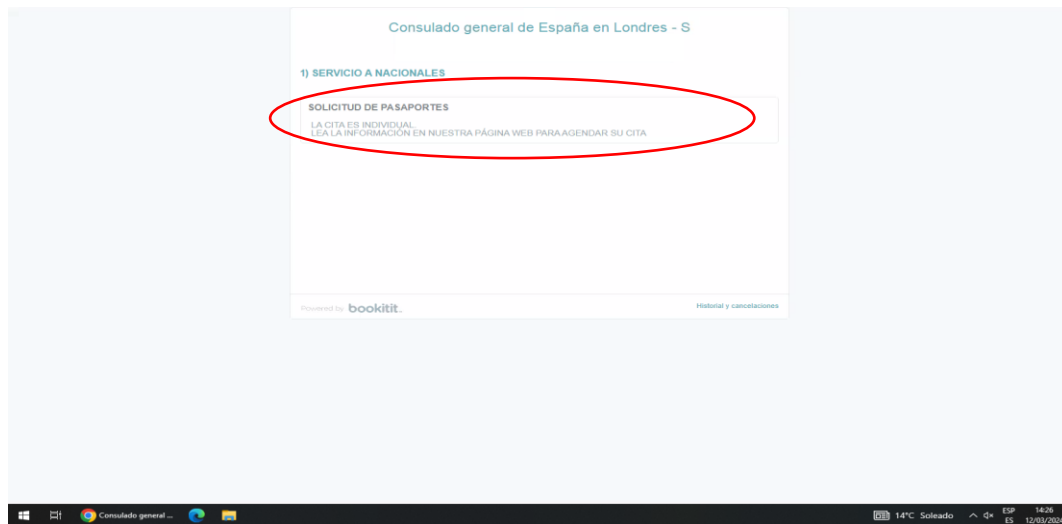 Consulado general de España en Londres - S
1) SERVICIO A NACIONALES
SOLICITUD DE PASAPORTES
LA CITA ES INDIVIDUAL
LEA LA INFORMACIÓN EN NUESTRA PÁGINA WEB PARA AGENDAR SU CITA
Powered by bookitit
Historial y cancelaciones
Consulado general ...
14°C Soleado
ESP
14:26
ES